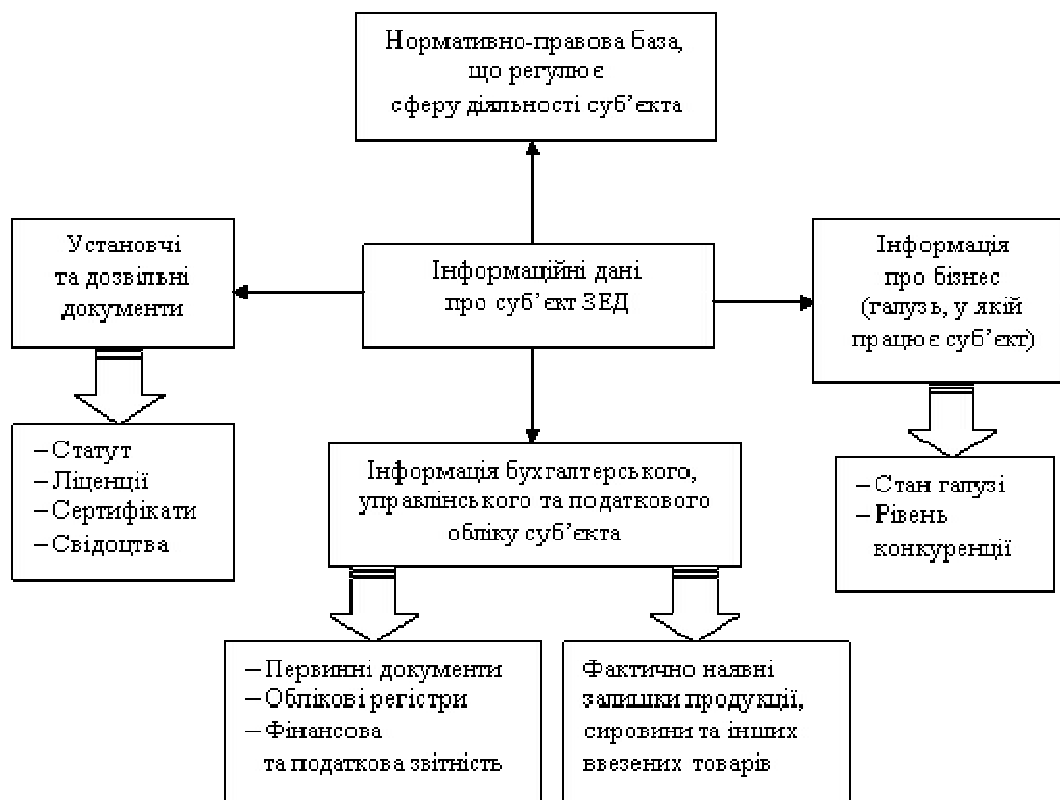 Нормативно-правова база,
що регулює
сферу діяльності суб’єкта
Установчі
та дозвільні
документи
Інформаційні дані
про суб’єкт ЗЕД
Інформація
про бізнес
(галузь, у якій
працює суб’єкт)
– Статут
– Ліцензії
– Сертифікати
– Свідоцтва
Інформація бухгалтерського,
управлінського та податкового
обліку суб’єкта
– Стан галузі
– Рівень
конкуренції
– Первинні документи
– Облікові регістри
– Фінансова
та податкова звітність
Фактично наявні
залишки продукції,
сировини та інших
ввезених товарів